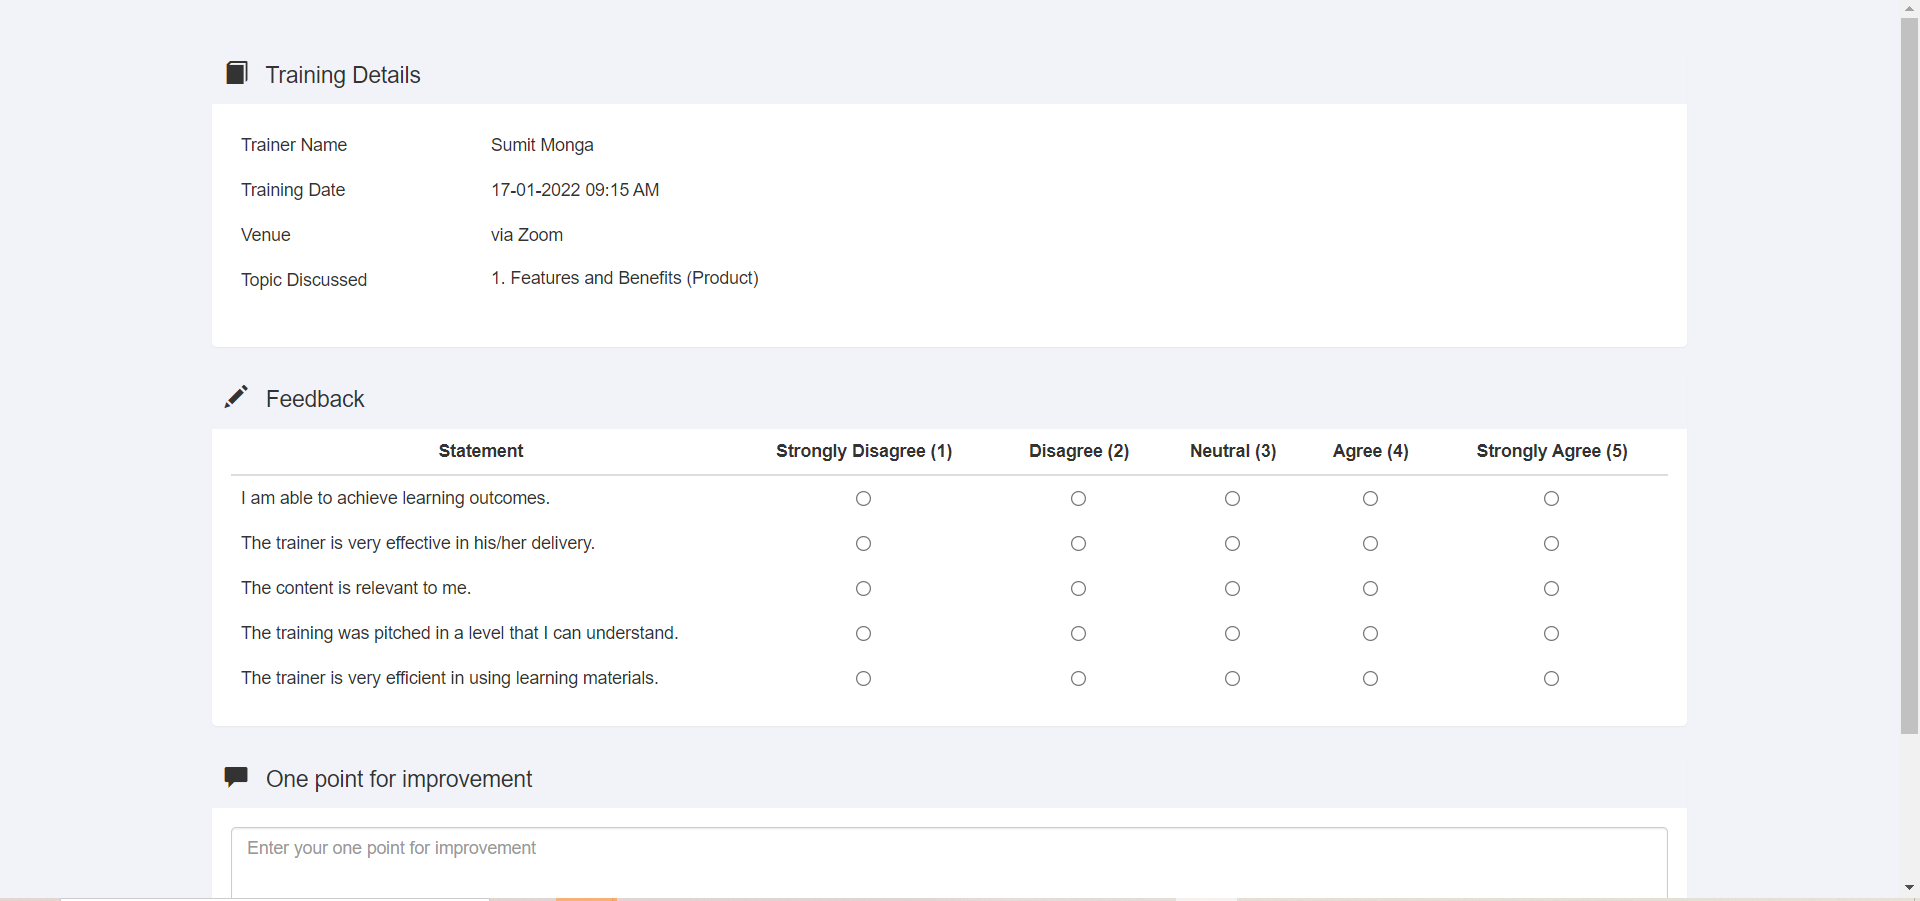 Training Details
Trainer Name Sumit Monga
Training Date 17-01-2022 09:15 AM
Venue via Zoom
Topic Discussed 1. Features and Benefits (Product)
Feedback
Statement Strongly Disagree (1) Disagree (2) Neutral (3) Agree (4) Strongly Agree (5)
I am able to achieve learning outcomes.
The trainer is very effective in his/her delivery.
The content is relevant to me.
The training was pitched in a level that I can understand.
The trainer is very efficient in using learning materials.
One point for improvement
Enter your one point for improvement